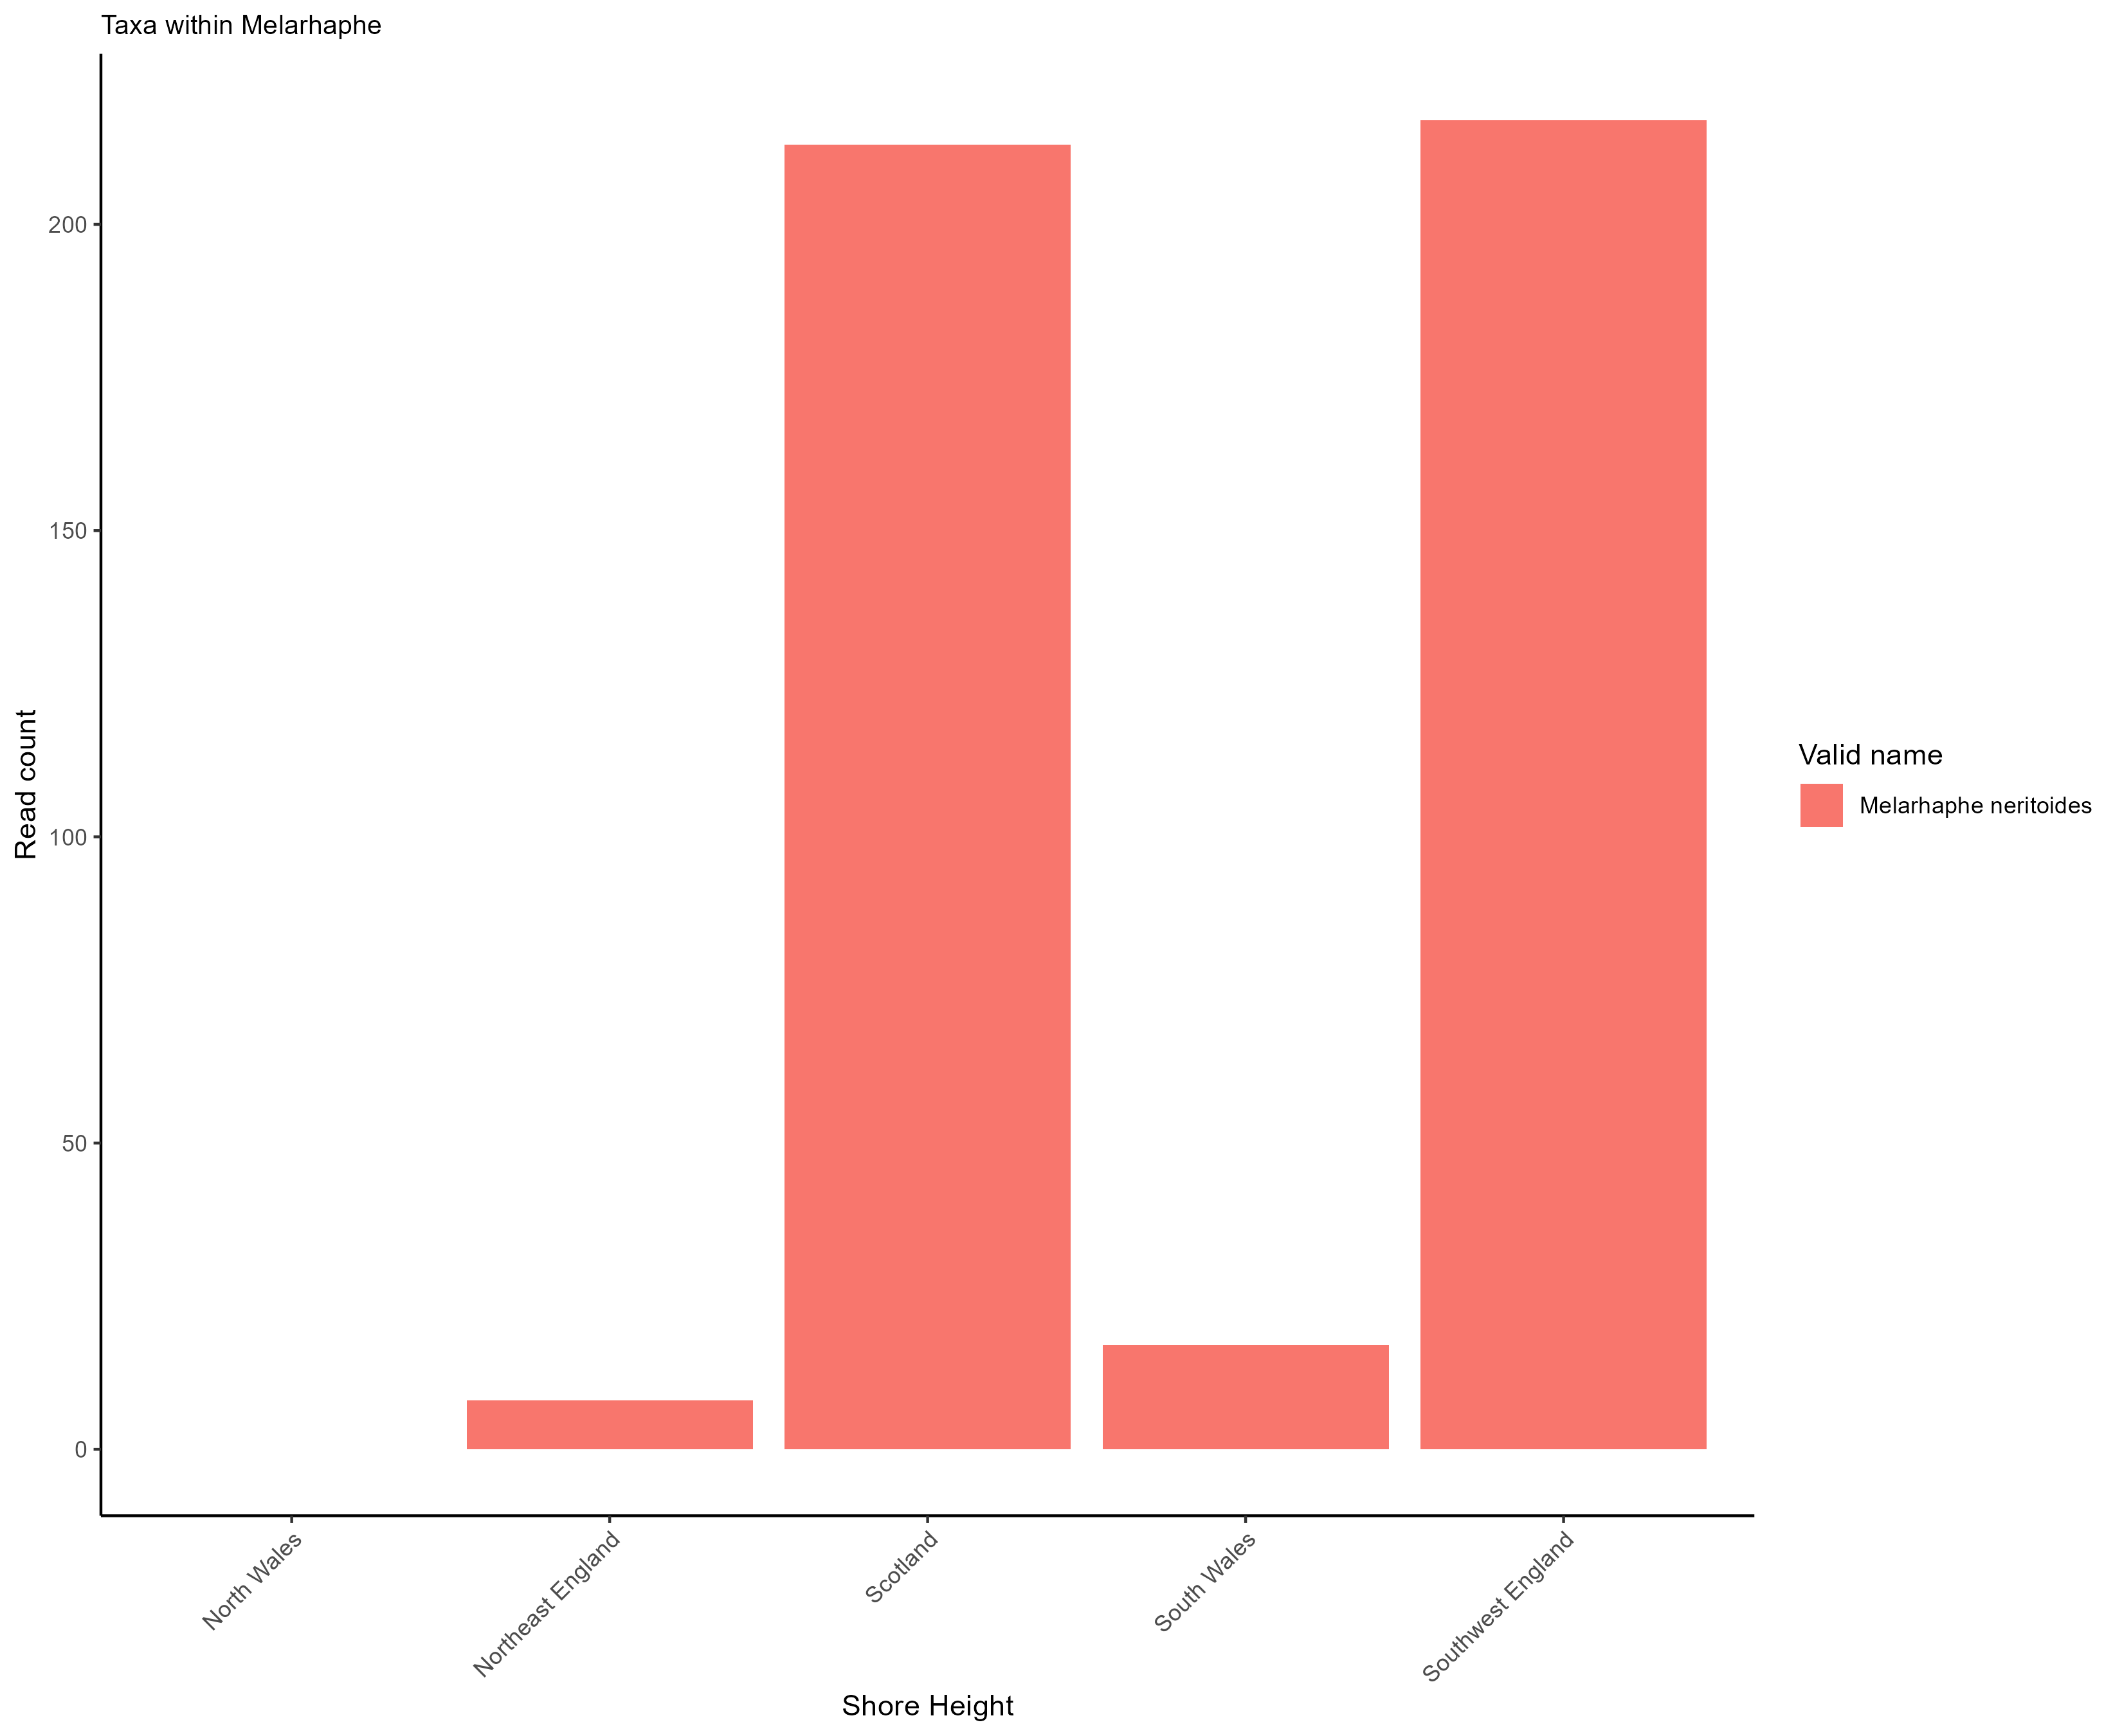 Taxa within Melarhaphe
Read count
200
150
100
50
0
North Wales
Northeast England
Scotland
South Wales
Southwest England
Shore Height
Valid name
Melarhaphe neritoides